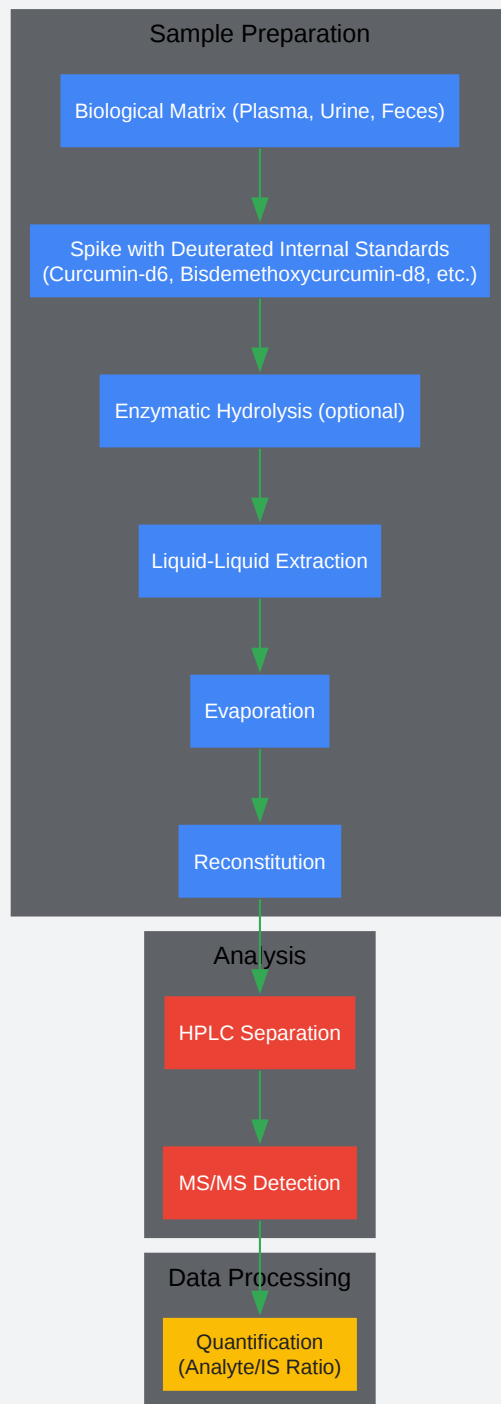 Sample Preparation
Biological Matrix (Plasma, Urine, Feces)
Spike with Deuterated Internal Standards
(Curcumin-d6, Bisdemethoxycurcumin-d8, etc.)
Enzymatic Hydrolysis (optional)
Liquid-Liquid Extraction
Evaporation
Reconstitution
Analysis
HPLC Separation
MS/MS Detection
Data Processing
Quantification
(Analyte/IS Ratio)